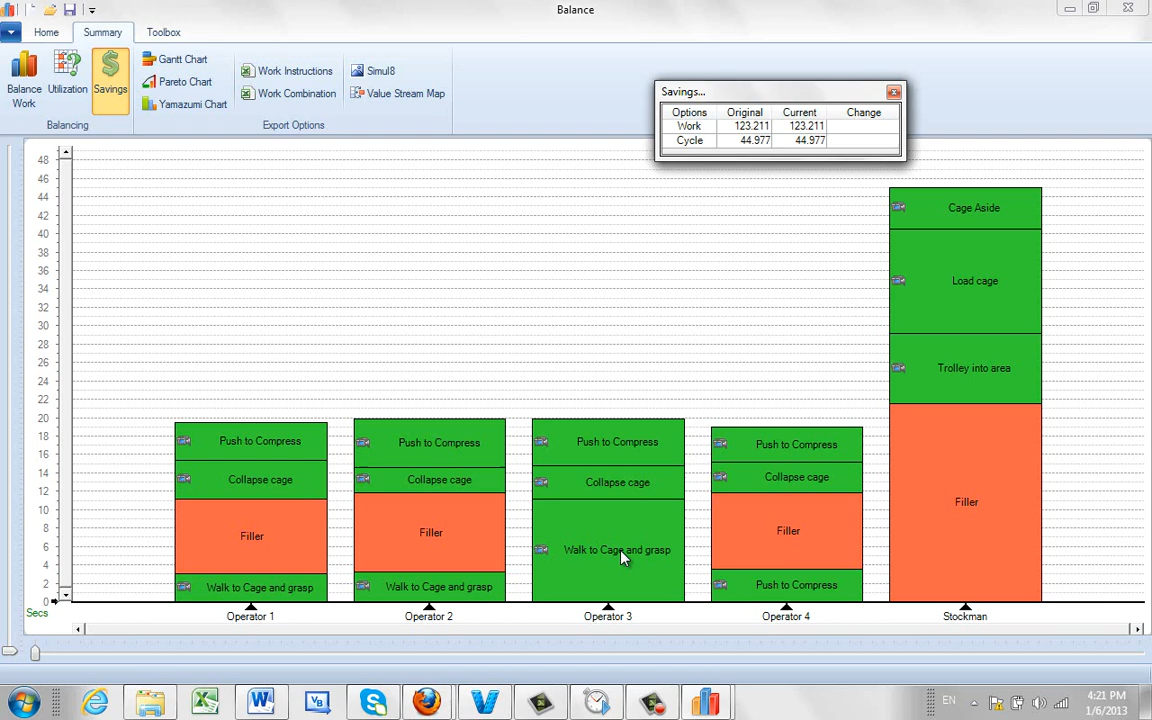 Balance
Home Summary Toolbox
Balance Work
Utilization
Savings
Balancing
Gantt Chart
Pareto Chart
Yamazumi Chart
Work Instructions
Work Combination
Simul8
Value Stream Map
Export Options
Savings...
Options Original Current Change
Work 123.211 123.211
Cycle 44.977 44.977
48
46
44
42
40
38
36
34
32
30
28
26
24
22
20
18
16
14
12
10
8
6
4
2
0
Secs
Push to Compress
Collapse cage
Filler
Walk to Cage and grasp
Operator 1
Push to Compress
Collapse cage
Filler
Walk to Cage and grasp
Operator 2
Push to Compress
Collapse cage
Walk to Cage and grasp
Operator 3
Push to Compress
Collapse cage
Filler
Push to Compress
Operator 4
Cage Aside
Load cage
Trolley into area
Filler
Stockman
EN
4:21 PM
1/6/2013